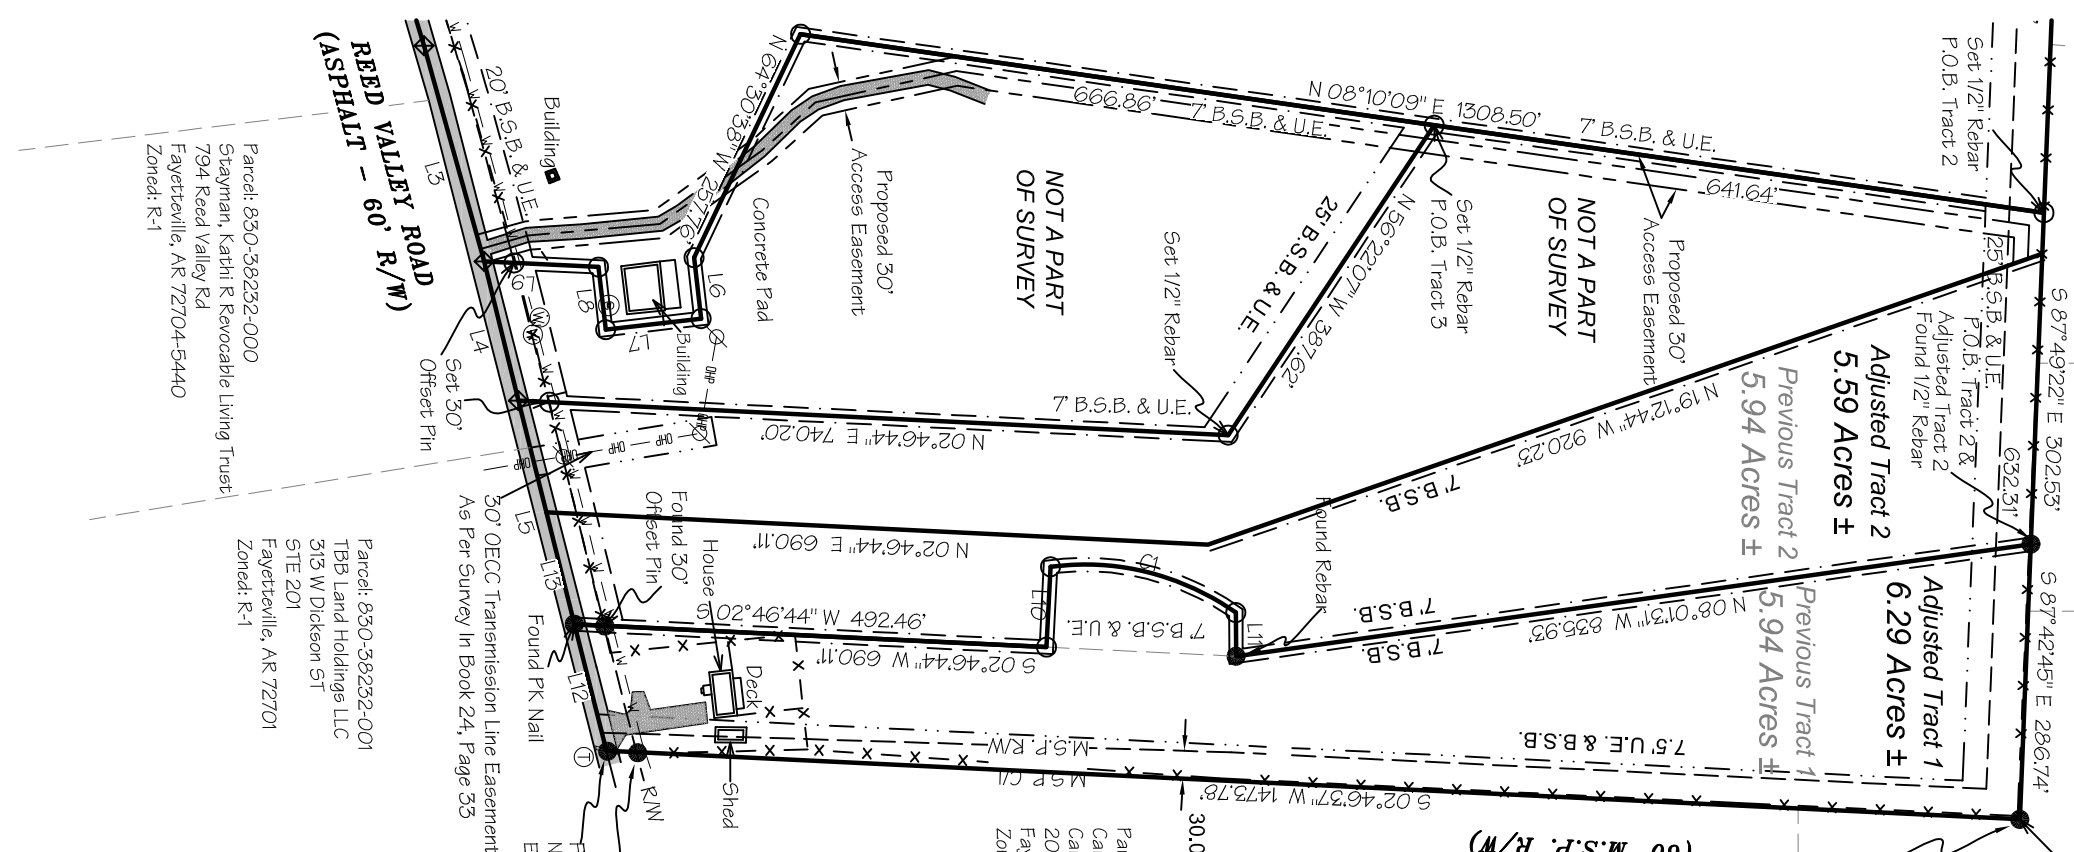 REED VALLEY ROAD
(ASPHALT - 60' R/W)
Parcel: 830-38232-000
Stayman, Kathi R Revocable Living Trust
794 Reed Valley Rd
Fayetteville, AR 72704-5440
Zoned: R-1
Parcel: 830-38232-001
TBB Land Holdings LLC
313 W Dickson ST
STE 201
Fayetteville, AR 72701
Zoned: R-1
L3
L4
L5
L13
L12
20' B.S.B. & U.E.
Building
N 64°30'38" W 257.76'
Concrete Pad
Proposed 30'
Access Easement
L6
L7
L8
Building
Set 30'
Offset Pin
OHP
OHP
OHP
OHP
OHP
OHP
30' OECC Transmission Line Easement
As Per Survey In Book 24, Page 33
Found 30'
Offset Pin
House
Deck
Shed
Found PK Nail
R/W
N 08°10'09" E 1308.50'
666.86'
7' B.S.B. & U.E.
7' B.S.B. & U.E.
641.64'
NOT A PART
OF SURVEY
25' B.S.B. & U.E.
N 56°22'07" W 387.62'
Set 1/2" Rebar
Set 1/2" Rebar
P.O.B. Tract 3
NOT A PART
OF SURVEY
Proposed 30'
Access Easement
Set 1/2" Rebar
P.O.B. Tract 2
7' B.S.B. & U.E.
N 02°46'44" E 740.20'
N 02°46'44" E 690.11'
N 19°12'44" W 920.23'
7' B.S.B.
25' B.S.B. & U.E.
P.O.B. Tract 2 &
Adjusted Tract 2
Found 1/2" Rebar
Adjusted Tract 2
5.59 Acres ±
Previous Tract 2
5.94 Acres ±
S 87°49'22" E 302.53'
632.31'
Found Rebar
C1
L10
L11
7' B.S.B. & U.E.
S 02°46'44" W 492.46'
S 02°46'44" W 690.11'
7' B.S.B.
7' B.S.B.
N 08°01'31" W 835.93'
Adjusted Tract 1
6.29 Acres ±
Previous Tract 1
5.94 Acres ±
S 87°42'45" E 286.74'
7.5' U.E. & B.S.B.
M.S.P. R/W
M.S.P. C/L
S 02°46'37" W 1473.78'
30.0
M.S.P. R/W)